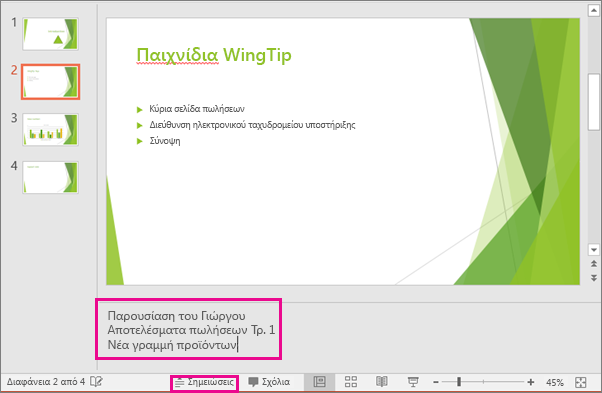 1
2
3
4
Παιχνίδια WingTip
Κύρια σελίδα πωλήσεων
Διεύθυνση ηλεκτρονικού ταχυδρομείου υποστήριξης
Σύνοψη
Παρουσίαση του Γιώργου
Αποτελέσματα πωλήσεων Τρ. 1
Νέα γραμμή προϊόντων
Διαφάνεια 2 από 4 Σημειώσεις Σχόλια 45%